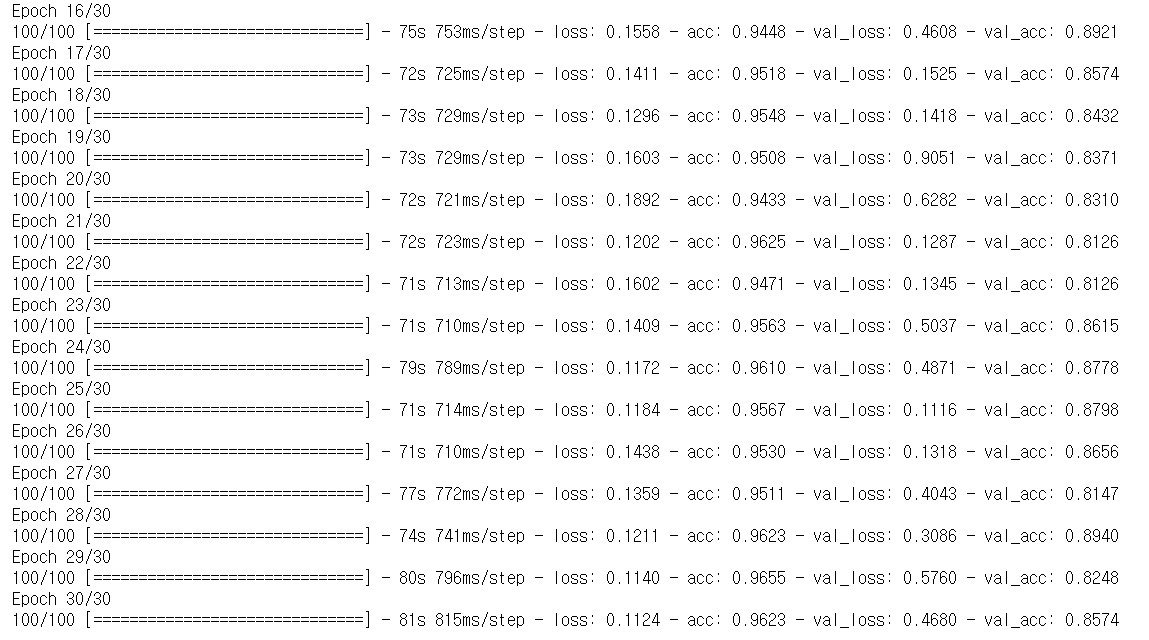 Epoch 16/30
100/100 [==============================] - 75s 753ms/step - loss: 0.1558 - acc: 0.9448 - val_loss: 0.4608 - val_acc: 0.8921
Epoch 17/30
100/100 [==============================] - 72s 725ms/step - loss: 0.1411 - acc: 0.9518 - val_loss: 0.1525 - val_acc: 0.8574
Epoch 18/30
100/100 [==============================] - 73s 729ms/step - loss: 0.1296 - acc: 0.9548 - val_loss: 0.1418 - val_acc: 0.8432
Epoch 19/30
100/100 [==============================] - 73s 729ms/step - loss: 0.1603 - acc: 0.9508 - val_loss: 0.9051 - val_acc: 0.8371
Epoch 20/30
100/100 [==============================] - 72s 721ms/step - loss: 0.1892 - acc: 0.9433 - val_loss: 0.6282 - val_acc: 0.8310
Epoch 21/30
100/100 [==============================] - 72s 723ms/step - loss: 0.1202 - acc: 0.9625 - val_loss: 0.1287 - val_acc: 0.8126
Epoch 22/30
100/100 [==============================] - 71s 713ms/step - loss: 0.1602 - acc: 0.9471 - val_loss: 0.1345 - val_acc: 0.8126
Epoch 23/30
100/100 [==============================] - 71s 710ms/step - loss: 0.1409 - acc: 0.9563 - val_loss: 0.5037 - val_acc: 0.8615
Epoch 24/30
100/100 [==============================] - 79s 789ms/step - loss: 0.1172 - acc: 0.9610 - val_loss: 0.4871 - val_acc: 0.8778
Epoch 25/30
100/100 [==============================] - 71s 714ms/step - loss: 0.1184 - acc: 0.9567 - val_loss: 0.1116 - val_acc: 0.8798
Epoch 26/30
100/100 [==============================] - 71s 710ms/step - loss: 0.1438 - acc: 0.9530 - val_loss: 0.1318 - val_acc: 0.8656
Epoch 27/30
100/100 [==============================] - 77s 772ms/step - loss: 0.1359 - acc: 0.9511 - val_loss: 0.4043 - val_acc: 0.8147
Epoch 28/30
100/100 [==============================] - 74s 741ms/step - loss: 0.1211 - acc: 0.9623 - val_loss: 0.3086 - val_acc: 0.8940
Epoch 29/30
100/100 [==============================] - 80s 796ms/step - loss: 0.1140 - acc: 0.9655 - val_loss: 0.5760 - val_acc: 0.8248
Epoch 30/30
100/100 [==============================] - 81s 815ms/step - loss: 0.1124 - acc: 0.9623 - val_loss: 0.4680 - val_acc: 0.8574